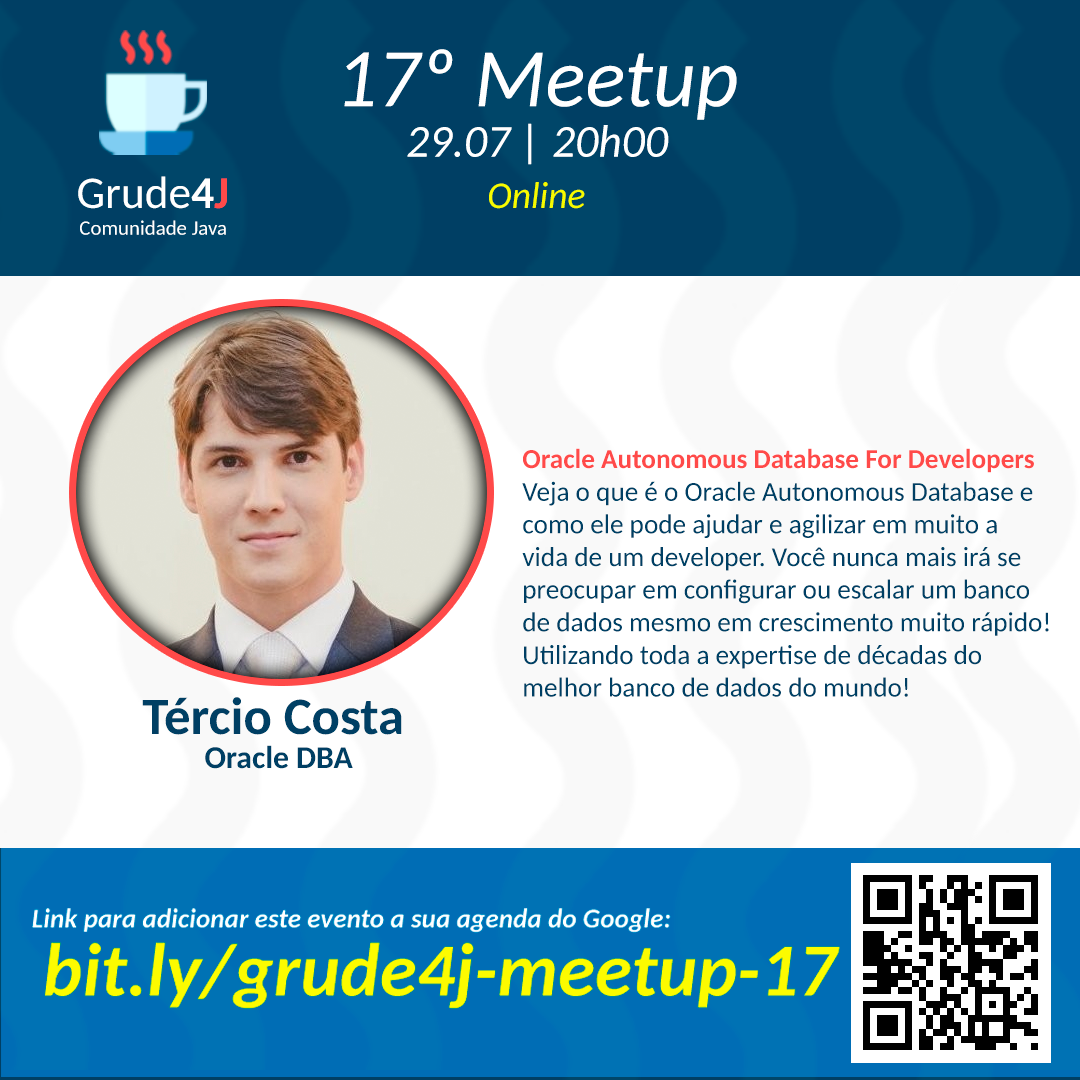 17º Meetup
29.07 | 20h00
Online
Grude4J
Comunidade Java
Oracle Autonomous Database For Developers
Veja o que é o Oracle Autonomous Database e
como ele pode ajudar e agilizar em muito a
vida de um developer. Você nunca mais irá se
preocupar em configurar ou escalar um banco
de dados mesmo em crescimento muito rápido!
Utilizando toda a expertise de décadas do
melhor banco de dados do mundo!
Tércio Costa
Oracle DBA
Link para adicionar este evento a sua agenda do Google:
bit.ly/grude4j-meetup-17